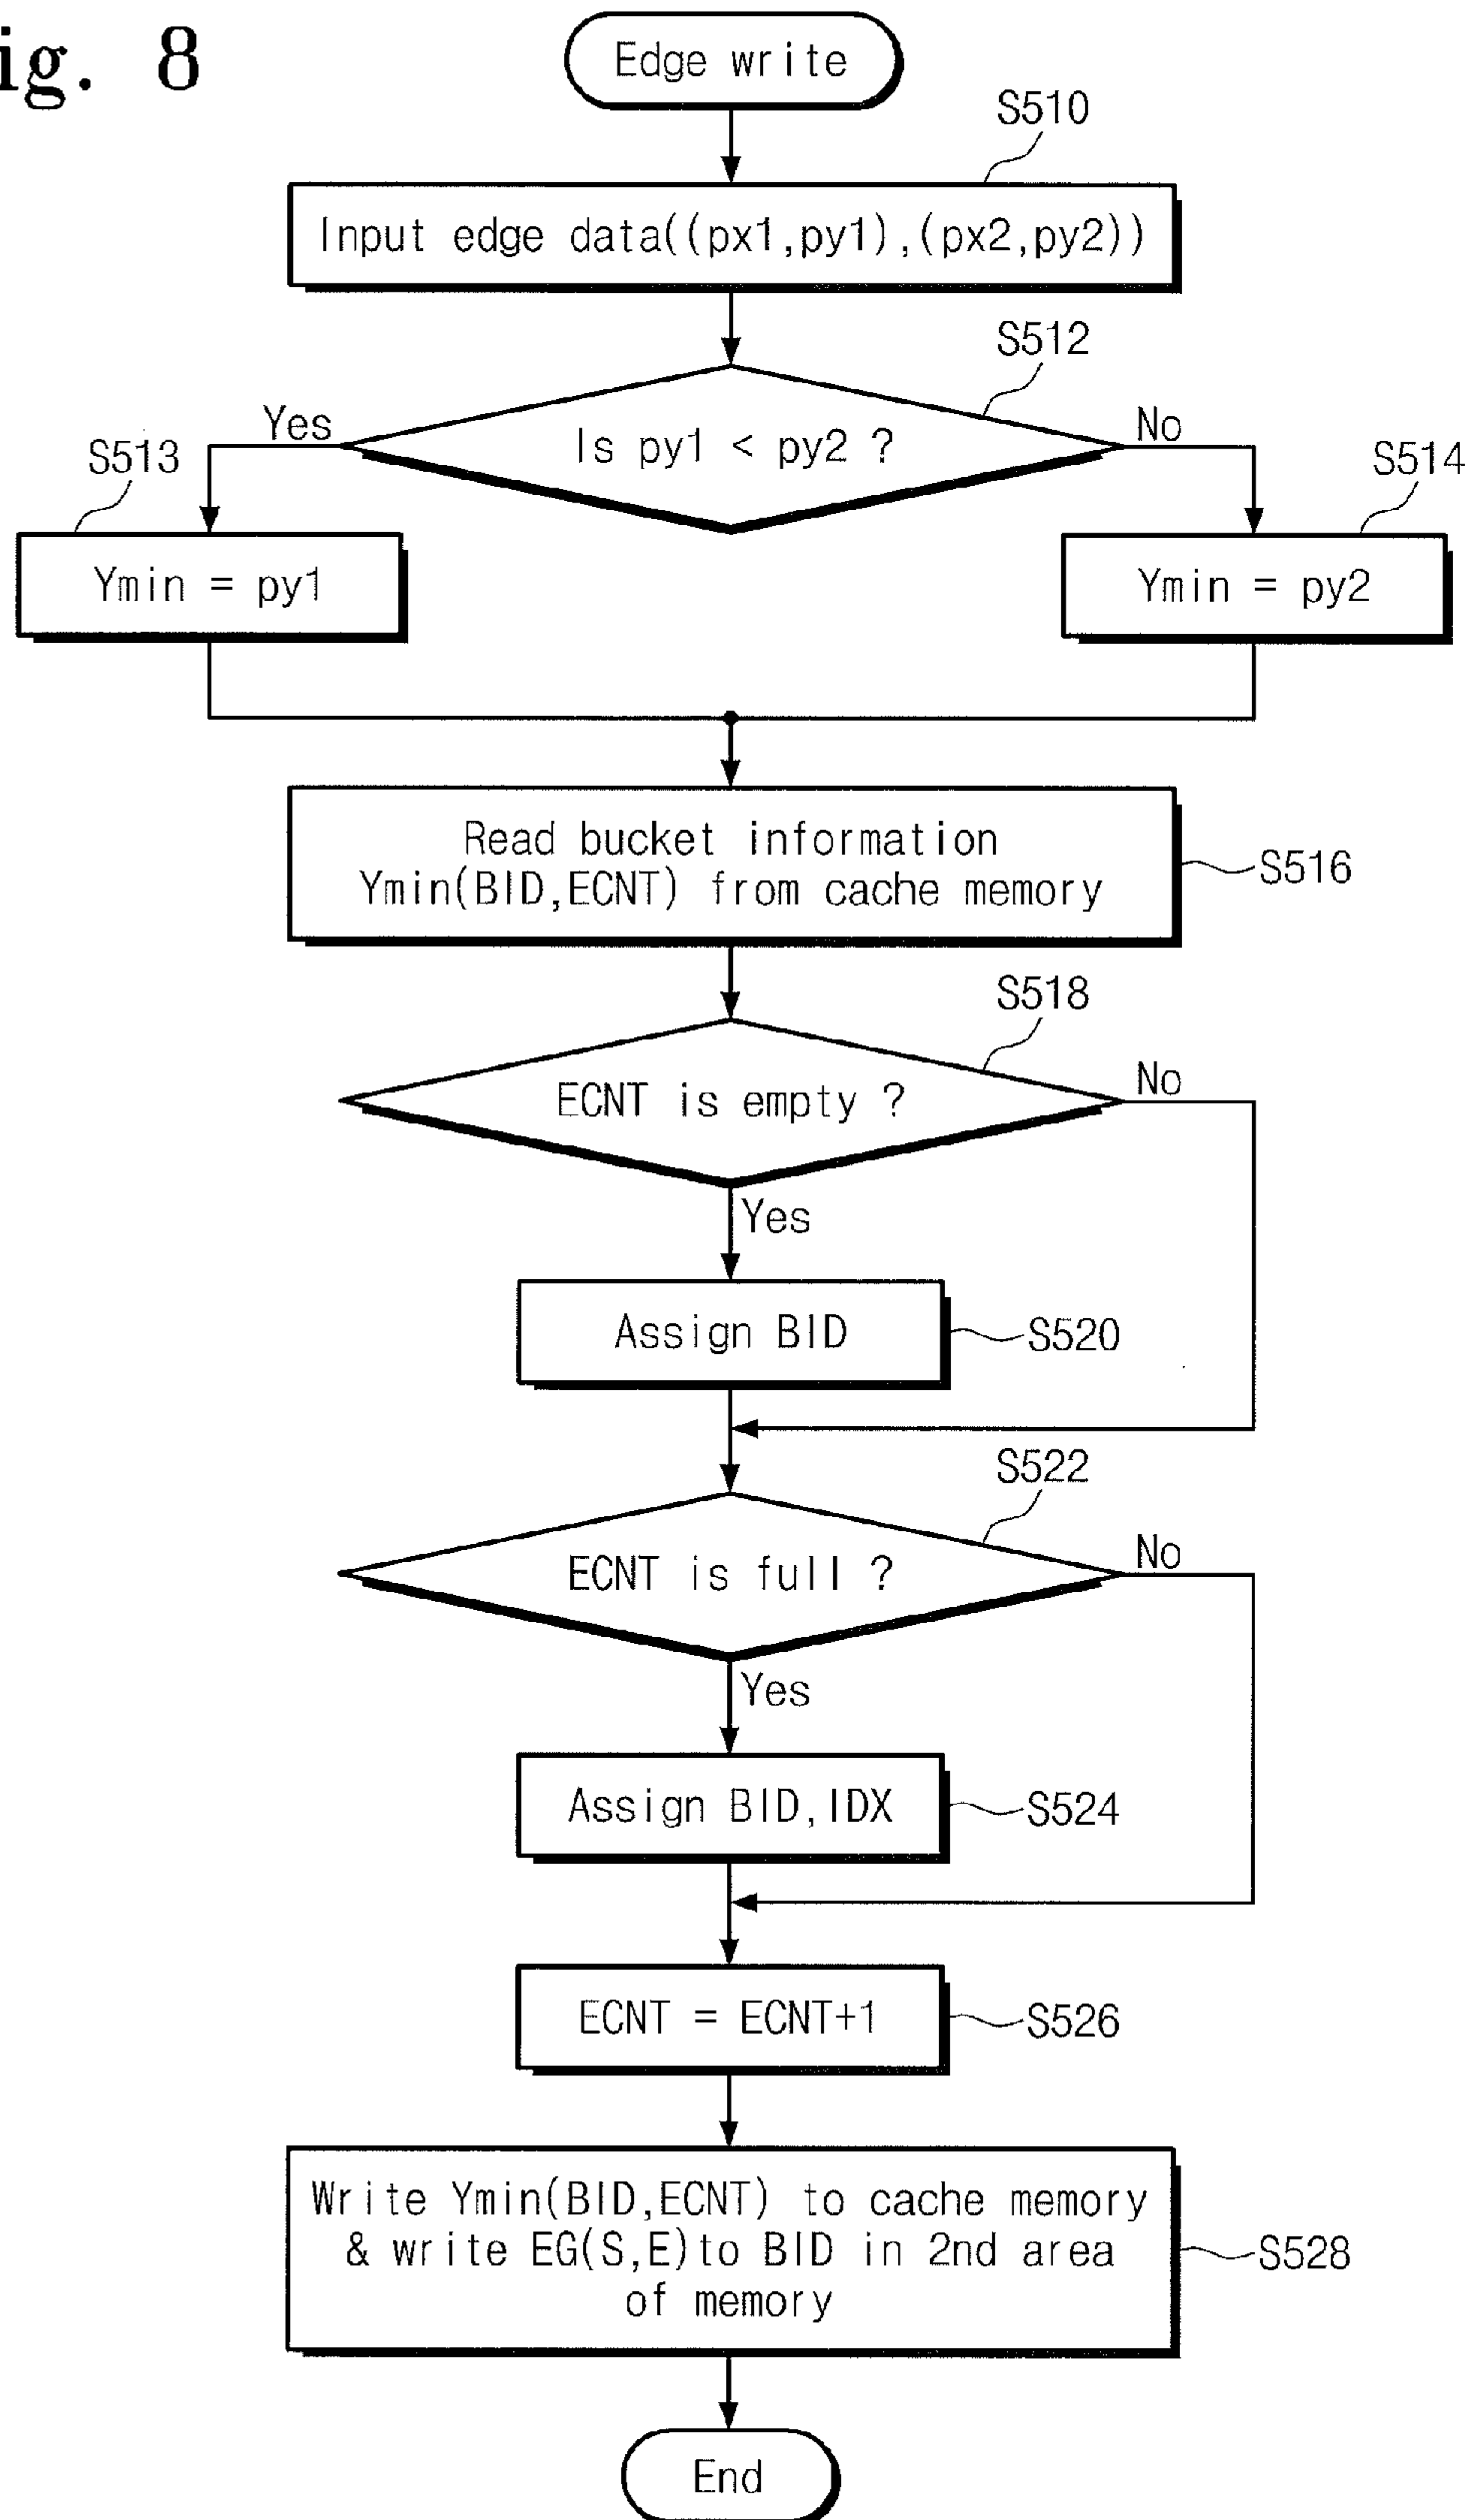 ig. 8
Edge write
S510
Input edge data((px1,py1),(px2,py2))
S512
Yes
Is py1 < py2 ?
No
S513
S514
Ymin = py1
Ymin = py2
Read bucket information
Ymin(BID,ECNT) from cache memory
S516
S518
ECNT is empty ?
No
Yes
Assign BID
S520
S522
ECNT is full ?
No
Yes
Assign BID,IDX
S524
ECNT = ECNT+1
S526
Write Ymin(BID,ECNT) to cache memory
& write EG(S,E)to BID in 2nd area
of memory
S528
End